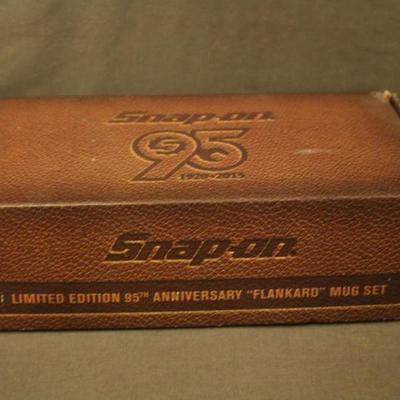 Snap-on
95
1920-2015
Snap-on
LIMITED EDITION 95TH ANNIVERSARY "FLANKARD" MUG SET